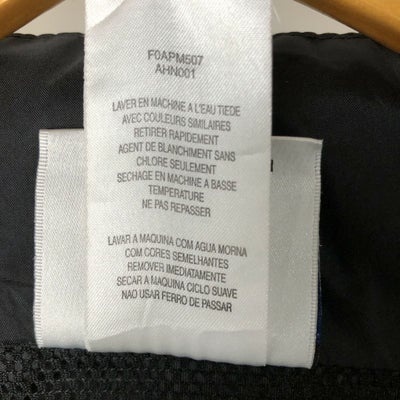 F0APM507
AHN001
LAVER EN MACHINE A L'EAU TIEDE
AVEC COULEURS SIMILAIRES
RETIRER RAPIDEMENT
AGENT DE BLANCHIMENT SANS
CHLORE SEULEMENT
SECHAGE EN MACHINE A BASSE
TEMPERATURE
NE PAS REPASSER
LAVAR A MAQUINA COM AGUA MORNA
COM CORES SEMELHANTES
REMOVER IMEDIATAMENTE
SECAR A MAQUINA CICLO SUAVE
NAO USAR FERRO DE PASSAR